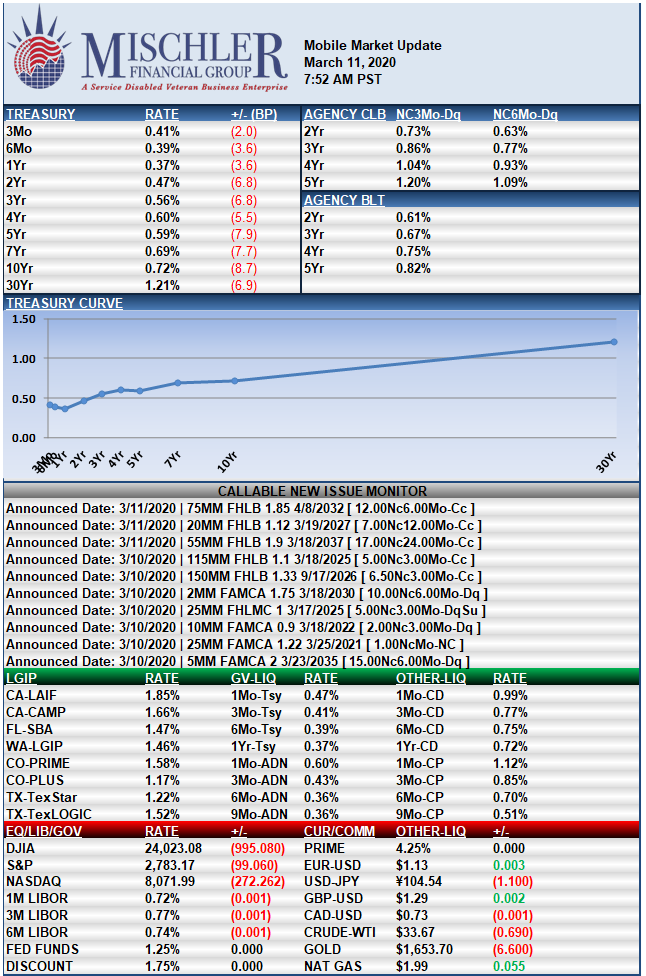 MISCHLER
FINANCIAL GROUP
A Service Disabled Veteran Business Enterprise
Mobile Market Update
March 11, 2020
7:52 AM PST
TREASURY RATE +/- (BP)
3Mo 0.41% (2.0)
6Mo 0.39% (3.6)
1Yr 0.37% (3.6)
2Yr 0.47% (6.8)
3Yr 0.56% (6.8)
4Yr 0.60% (5.5)
5Yr 0.59% (7.9)
7Yr 0.69% (7.7)
10Yr 0.72% (8.7)
30Yr 1.21% (6.9)
AGENCY CLB NC3Mo-Dq NC6Mo-Dq
2Yr 0.73% 0.63%
3Yr 0.86% 0.77%
4Yr 1.04% 0.93%
5Yr 1.20% 1.09%
AGENCY BLT
2Yr 0.61%
3Yr 0.67%
4Yr 0.75%
5Yr 0.82%
TREASURY CURVE
1.50
1.00
0.50
0.00
3Mo 6Mo 1Yr 2Yr 3Yr 4Yr 5Yr 7Yr 10Yr 30Yr
CALLABLE NEW ISSUE MONITOR
Announced Date: 3/11/2020 | 75MM FHLB 1.85 4/8/2032 [ 12.00Nc6.00Mo-Cc ]
Announced Date: 3/11/2020 | 20MM FHLB 1.12 3/19/2027 [ 7.00Nc12.00Mo-Cc ]
Announced Date: 3/11/2020 | 55MM FHLB 1.9 3/18/2037 [ 17.00Nc24.00Mo-Cc ]
Announced Date: 3/10/2020 | 115MM FHLB 1.1 3/18/2025 [ 5.00Nc3.00Mo-Cc ]
Announced Date: 3/10/2020 | 150MM FHLB 1.33 9/17/2026 [ 6.50Nc3.00Mo-Cc ]
Announced Date: 3/10/2020 | 2MM FAMCA 1.75 3/18/2030 [ 10.00Nc6.00Mo-Dq ]
Announced Date: 3/10/2020 | 25MM FHLMC 1 3/17/2025 [ 5.00Nc3.00Mo-DqSu ]
Announced Date: 3/10/2020 | 10MM FAMCA 0.9 3/18/2022 [ 2.00Nc3.00Mo-Dq ]
Announced Date: 3/10/2020 | 25MM FAMCA 1.22 3/25/2021 [ 1.00NcMo-NC ]
Announced Date: 3/10/2020 | 5MM FAMCA 2 3/23/2035 [ 15.00Nc6.00Mo-Dq ]
LGIP RATE GV-LIQ RATE OTHER-LIQ RATE
CA-LAIF 1.85% 1Mo-Tsy 0.47% 1Mo-CD 0.99%
CA-CAMP 1.66% 3Mo-Tsy 0.41% 3Mo-CD 0.77%
FL-SBA 1.47% 6Mo-Tsy 0.39% 6Mo-CD 0.75%
WA-LGIP 1.46% 1Yr-Tsy 0.37% 1Yr-CD 0.72%
CO-PRIME 1.58% 1Mo-ADN 0.60% 1Mo-CP 1.12%
CO-PLUS 1.17% 3Mo-ADN 0.43% 3Mo-CP 0.85%
TX-TexStar 1.22% 6Mo-ADN 0.36% 6Mo-CP 0.70%
TX-TexLOGIC 1.52% 9Mo-ADN 0.36% 9Mo-CP 0.51%
EQ/LIB/GOV RATE +/- CUR/COMM OTHER-LIQ +/-
DJIA 24,023.08 (995.080) PRIME 4.25% 0.000
S&P 2,783.17 (99.060) EUR-USD $1.13 0.003
NASDAQ 8,071.99 (272.262) USD-JPY ¥104.54 (1.100)
1M LIBOR 0.72% (0.001) GBP-USD $1.29 0.002
3M LIBOR 0.77% (0.001) CAD-USD $0.73 (0.001)
6M LIBOR 0.74% (0.001) CRUDE-WTI $33.67 (0.690)
FED FUNDS 1.25% 0.000 GOLD $1,653.70 (6.600)
DISCOUNT 1.75% 0.000 NAT GAS $1.99 0.055